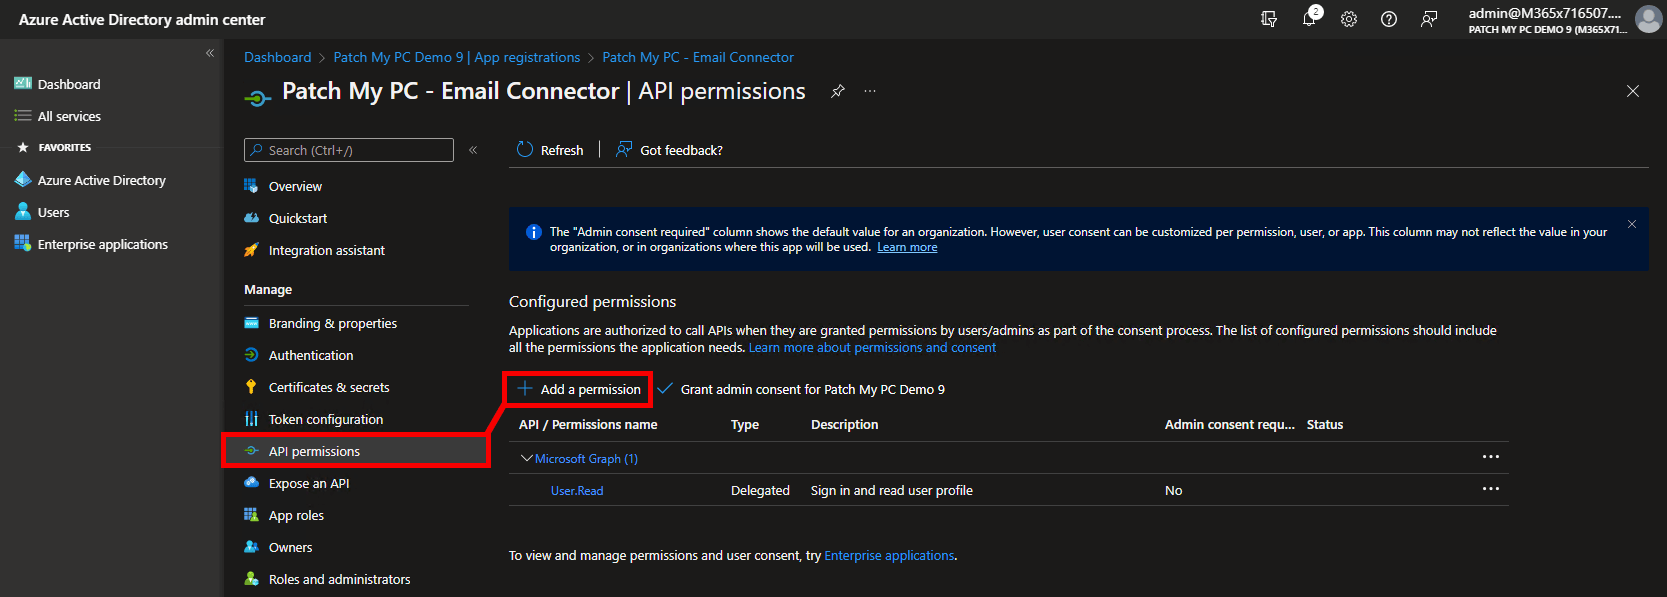 Azure Active Directory admin center
2
admin@M365x716507....
PATCH MY PC DEMO 9 (M365X71...
«
Dashboard
All services
FAVORITES
Azure Active Directory
Users
Enterprise applications
Dashboard > Patch My PC Demo 9 | App registrations > Patch My PC - Email Connector
Patch My PC - Email Connector | API permissions
Search (Ctrl+/)
«
Overview
Quickstart
Integration assistant
Manage
Branding & properties
Authentication
Certificates & secrets
Token configuration
API permissions
Expose an API
App roles
Owners
Roles and administrators
Refresh | Got feedback?
The "Admin consent required" column shows the default value for an organization. However, user consent can be customized per permission, user, or app. This column may not reflect the value in your
organization, or in organizations where this app will be used. Learn more
Configured permissions
Applications are authorized to call APIs when they are granted permissions by users/admins as part of the consent process. The list of configured permissions should include
all the permissions the application needs. Learn more about permissions and consent
Add a permission Grant admin consent for Patch My PC Demo 9
API / Permissions name Type Description Admin consent requ... Status
Microsoft Graph (1)
User.Read Delegated Sign in and read user profile No
To view and manage permissions and user consent, try Enterprise applications.